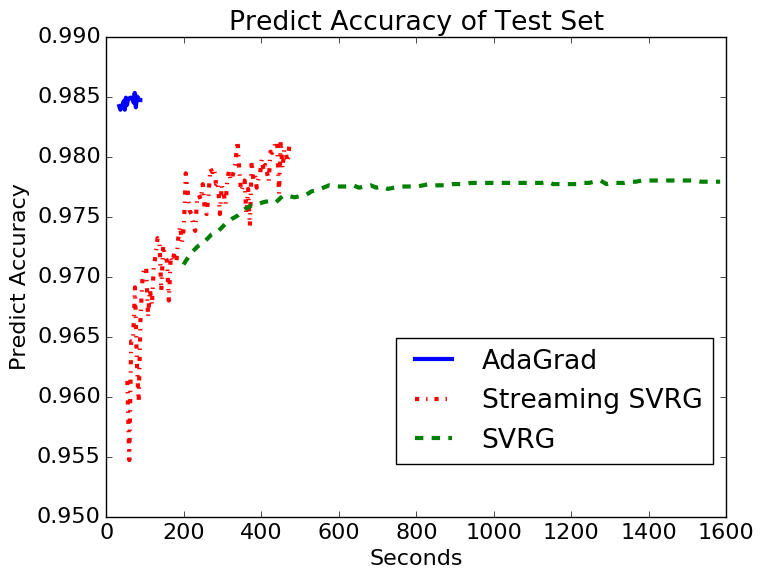 Predict Accuracy of Test Set
0.990
0.985
0.980
0.975
0.970
0.965
0.960
0.955
0.950
Predict Accuracy
AdaGrad
Streaming SVRG
SVRG
0 200 400 600 800 1000 1200 1400 1600
Seconds